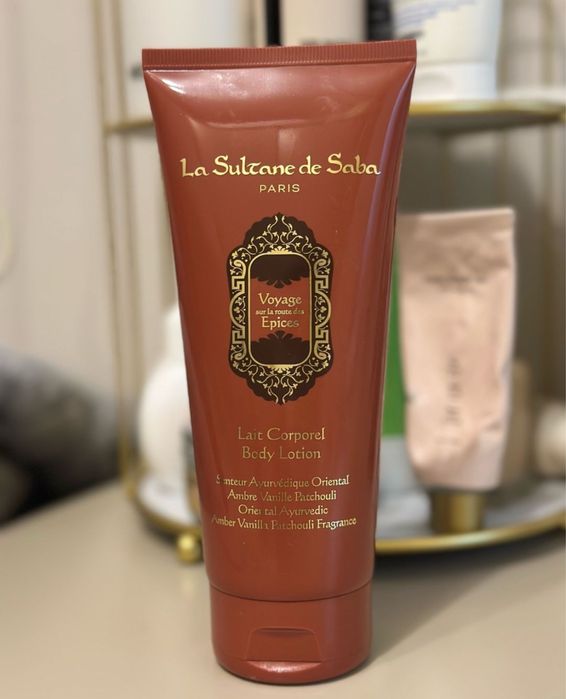 La Sultane de Saba
PARIS
Voyage
sur la route des
Epices
Lait Corporel
Body Lotion
Senteur Ayurvédique Oriental
Ambre Vanille Patchouli
Oriental Ayurvedic
Amber Vanilla Patchouli Fragrance